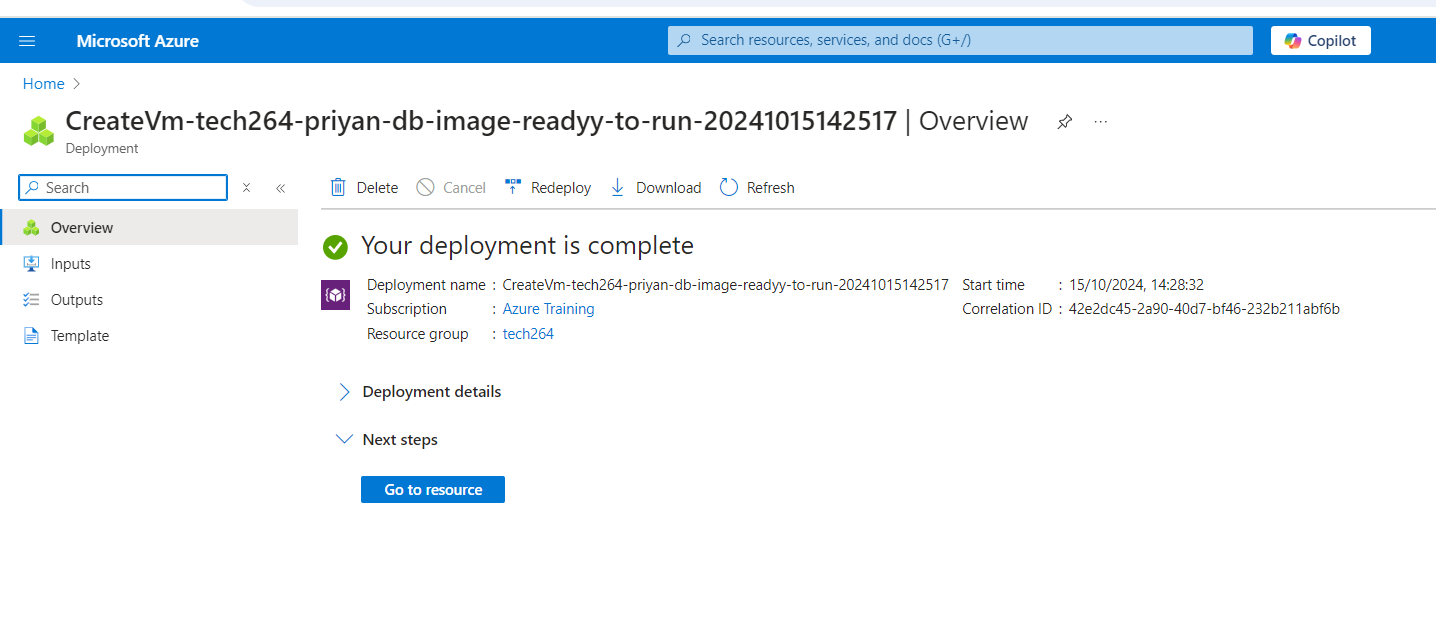 Microsoft Azure
Search resources, services, and docs (G+/)
Copilot
Home
CreateVm-tech264-priyan-db-image-readyy-to-run-20241015142517 | Overview
Deployment
Search
Delete
Cancel
Redeploy
Download
Refresh
Overview
Inputs
Outputs
Template
Your deployment is complete
Deployment name : CreateVm-tech264-priyan-db-image-readyy-to-run-20241015142517
Subscription : Azure Training
Resource group : tech264
Start time : 15/10/2024, 14:28:32
Correlation ID : 42e2dc45-2a90-40d7-bf46-232b211abf6b
Deployment details
Next steps
Go to resource